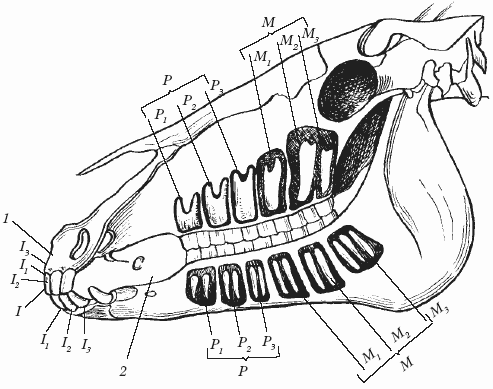 M
M₁ M₂ M₃
P
P₁ P₂ P₃
1
I₃
I₁
I₂
I
C
I₁ I₂ I₃
2
P₁ P₂ P₃
P
M₁ M₂ M₃
M